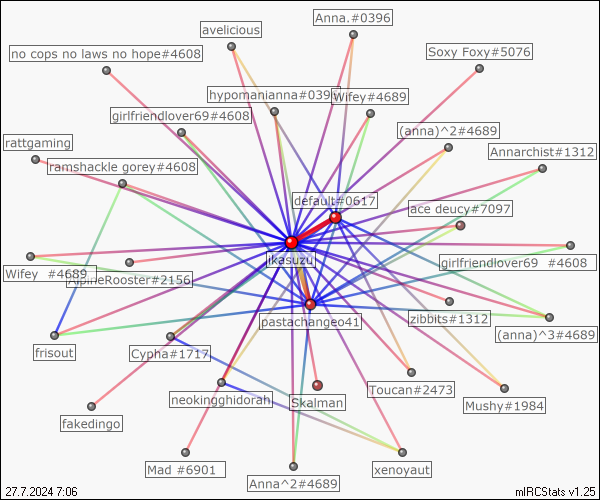 Anna.#0396
avelicious
Soxy Foxy#5076
no cops no laws no hope#4608
hypomanianna#039
Wifey#4689
girlfriendlover69#4608
(anna)^2#4689
rattgaming
Annarchist#1312
ramshackle gorey#4608
default#0617
ace deucy#7097
jkasuzu
girlfriendlover69 #4608
Wifey #4689
AlpineRooster#2156
pastachangeo41
zibbits#1312
(anna)^3#4689
frisout
Cypha#1717
Toucan#2473
neokingghidorah
Skalman
Mushy#1984
fakedingo
Mad #6901
xenoyaut
Anna^2#4689
27.7.2024 7:06
mIRCStats v1.25